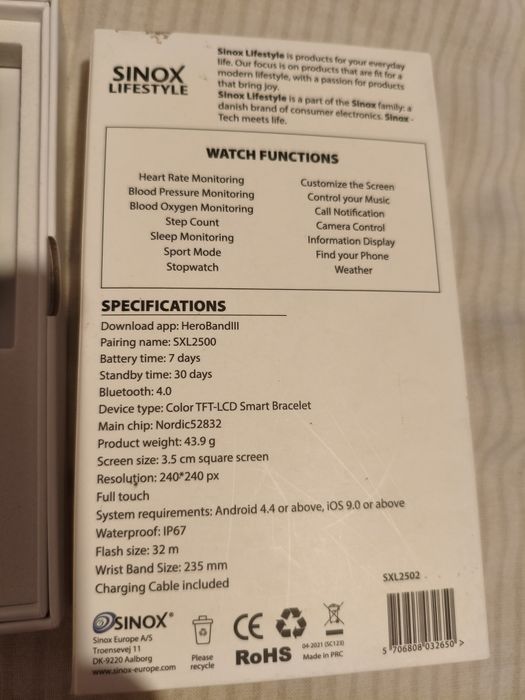 SINOX
LIFESTYLE
Sinox Lifestyle is products for your everyday
life. Our focus is on products that are fit for a
modern lifestyle, with a passion for products
that bring joy.
Sinox Lifestyle is a part of the Sinox family: a
danish brand of consumer electronics. Sinox -
Tech meets life.
WATCH FUNCTIONS
Heart Rate Monitoring
Blood Pressure Monitoring
Blood Oxygen Monitoring
Step Count
Sleep Monitoring
Sport Mode
Stopwatch
Customize the Screen
Control your Music
Call Notification
Camera Control
Information Display
Find your Phone
Weather
SPECIFICATIONS
Download app: HeroBandIII
Pairing name: SXL2500
Battery time: 7 days
Standby time: 30 days
Bluetooth: 4.0
Device type: Color TFT-LCD Smart Bracelet
Main chip: Nordic52832
Product weight: 43.9 g
Screen size: 3.5 cm square screen
Resolution: 240*240 px
Full touch
System requirements: Android 4.4 or above, iOS 9.0 or above
Waterproof: IP67
Flash size: 32 m
Wrist Band Size: 235 mm
Charging Cable included
SXL2502
SINOX®
Sinox Europe A/S
Troensevej 11
DK-9220 Aalborg
www.sinox-europe.com
Please
recycle
CE
RoHS
04-2021 (SC123)
Made in PRC
5 706808 032650 >